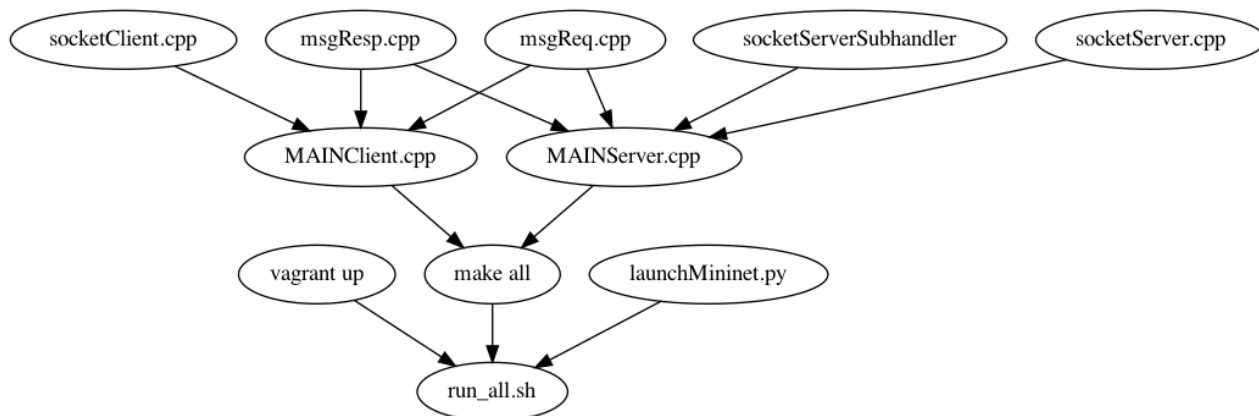 socketClient.cpp
msgResp.cpp
msgReq.cpp
socketServerSubhandler
socketServer.cpp
MAINClient.cpp
MAINServer.cpp
vagrant up
make all
launchMininet.py
run_all.sh